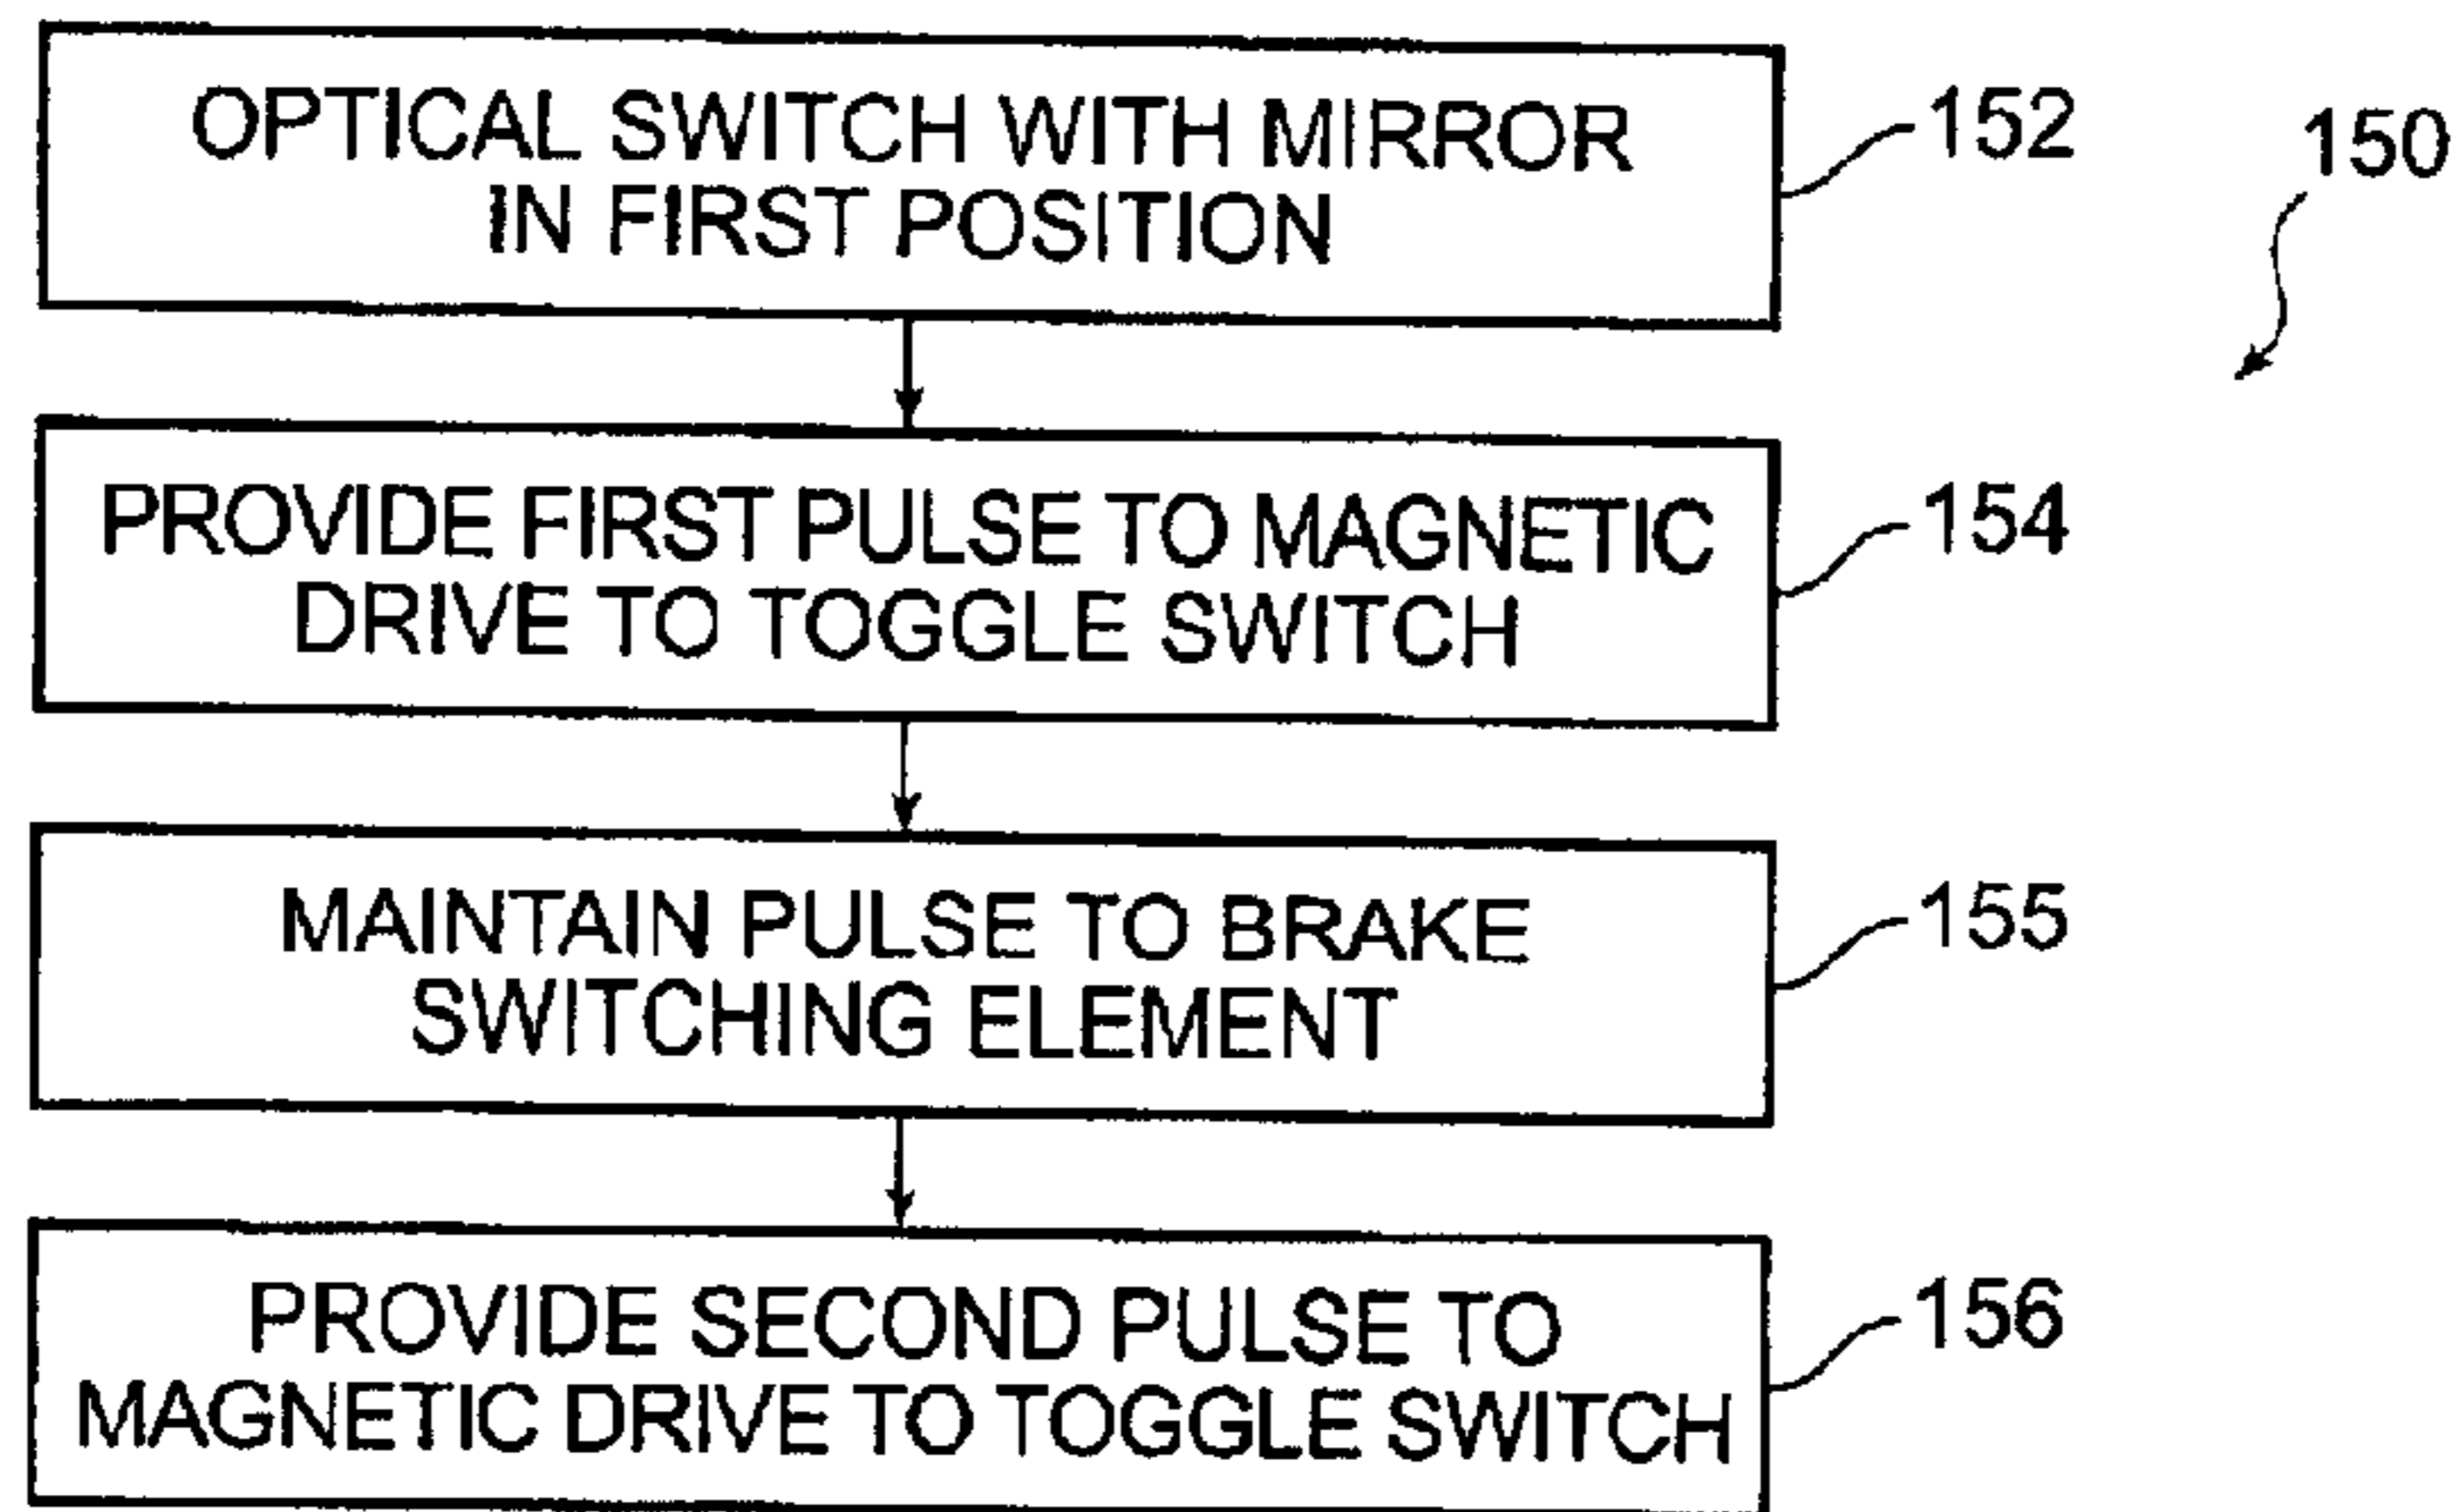 OPTICAL SWITCH WITH MIRROR
IN FIRST POSITION
152
150
PROVIDE FIRST PULSE TO MAGNETIC
DRIVE TO TOGGLE SWITCH
154
MAINTAIN PULSE TO BRAKE
SWITCHING ELEMENT
155
PROVIDE SECOND PULSE TO
MAGNETIC DRIVE TO TOGGLE SWITCH
156